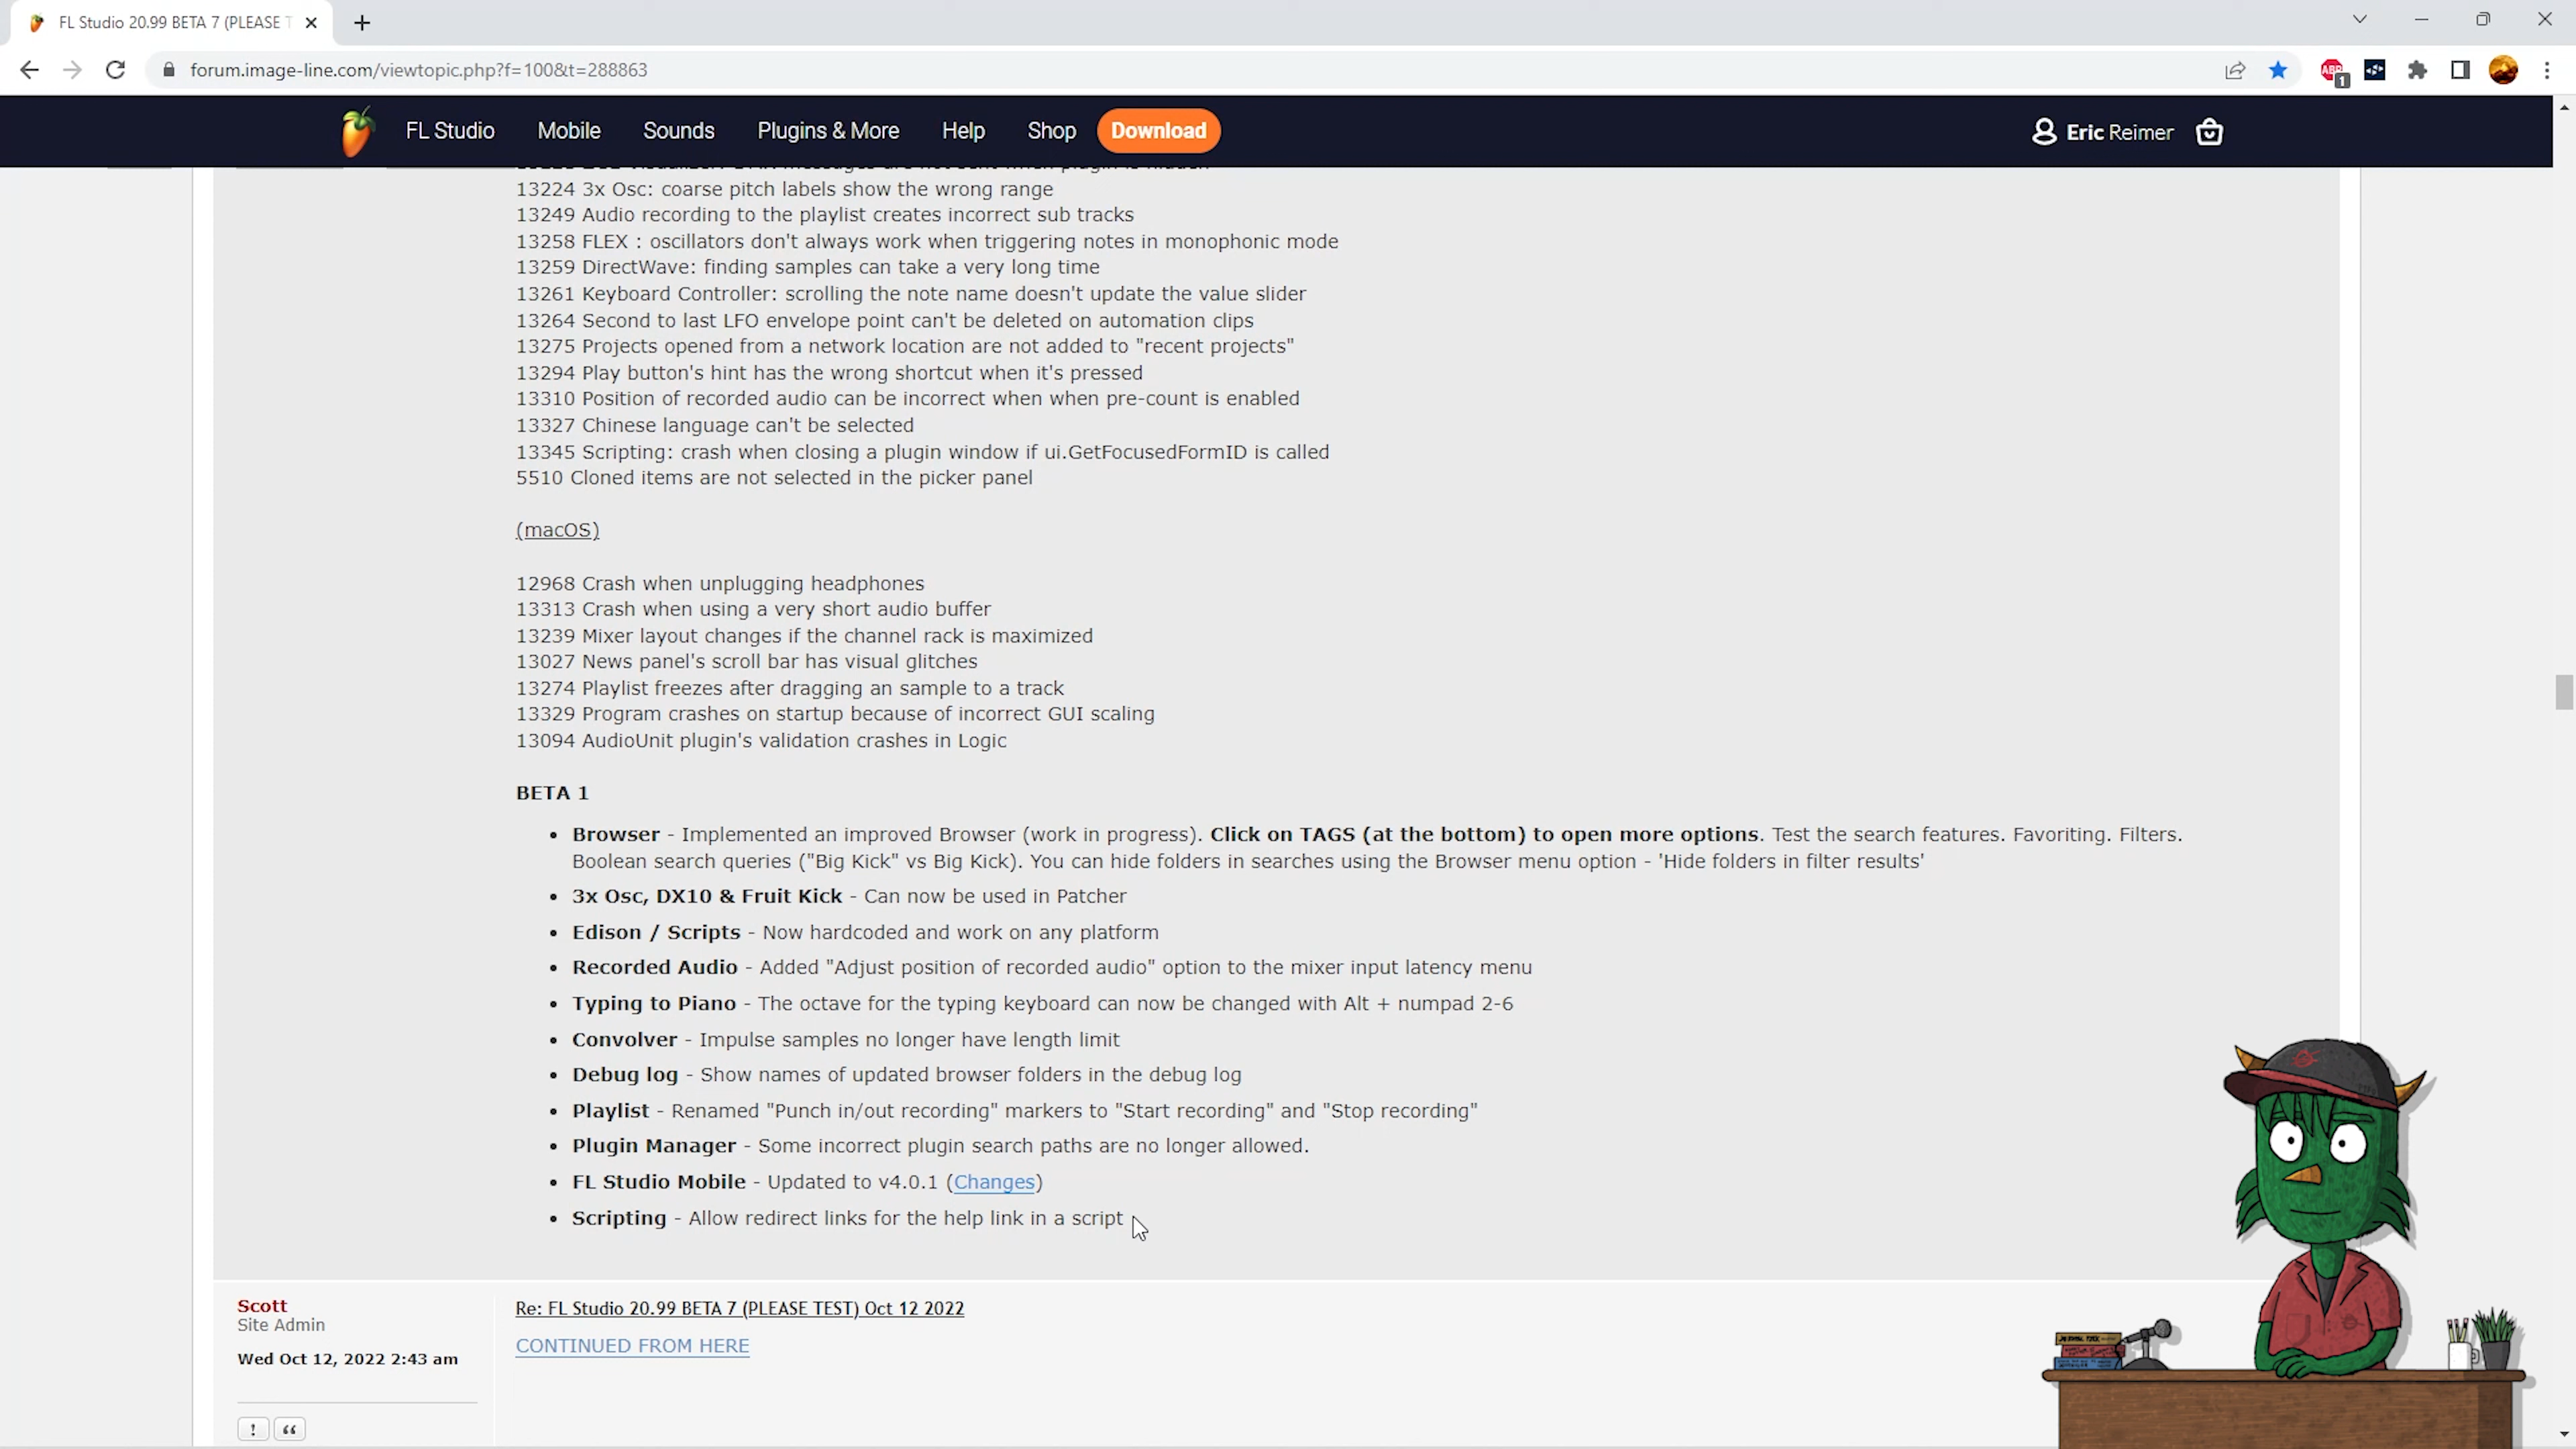 FL Studio 20.99 BETA 7 (PLEASE T
forum.image-line.com/viewtopic.php?f=100&t=288863
ABP
1
FL Studio
Mobile
Sounds
Plugins & More
Help
Shop
Download
Eric Reimer
13224 3x Osc: coarse pitch labels show the wrong range
13249 Audio recording to the playlist creates incorrect sub tracks
13258 FLEX : oscillators don't always work when triggering notes in monophonic mode
13259 DirectWave: finding samples can take a very long time
13261 Keyboard Controller: scrolling the note name doesn't update the value slider
13264 Second to last LFO envelope point can't be deleted on automation clips
13275 Projects opened from a network location are not added to "recent projects"
13294 Play button's hint has the wrong shortcut when it's pressed
13310 Position of recorded audio can be incorrect when when pre-count is enabled
13327 Chinese language can't be selected
13345 Scripting: crash when closing a plugin window if ui.GetFocusedFormID is called
5510 Cloned items are not selected in the picker panel
(macOS)
12968 Crash when unplugging headphones
13313 Crash when using a very short audio buffer
13239 Mixer layout changes if the channel rack is maximized
13027 News panel's scroll bar has visual glitches
13274 Playlist freezes after dragging an sample to a track
13329 Program crashes on startup because of incorrect GUI scaling
13094 AudioUnit plugin's validation crashes in Logic
BETA 1
• Browser - Implemented an improved Browser (work in progress). Click on TAGS (at the bottom) to open more options. Test the search features. Favoriting. Filters.
Boolean search queries ("Big Kick" vs Big Kick). You can hide folders in searches using the Browser menu option - 'Hide folders in filter results'
• 3x Osc, DX10 & Fruit Kick - Can now be used in Patcher
• Edison / Scripts - Now hardcoded and work on any platform
• Recorded Audio - Added "Adjust position of recorded audio" option to the mixer input latency menu
• Typing to Piano - The octave for the typing keyboard can now be changed with Alt + numpad 2-6
• Convolver - Impulse samples no longer have length limit
• Debug log - Show names of updated browser folders in the debug log
• Playlist - Renamed "Punch in/out recording" markers to "Start recording" and "Stop recording"
• Plugin Manager - Some incorrect plugin search paths are no longer allowed.
• FL Studio Mobile - Updated to v4.0.1 (Changes)
• Scripting - Allow redirect links for the help link in a script
Scott
Site Admin
Wed Oct 12, 2022 2:43 am
Re: FL Studio 20.99 BETA 7 (PLEASE TEST) Oct 12 2022
CONTINUED FROM HERE